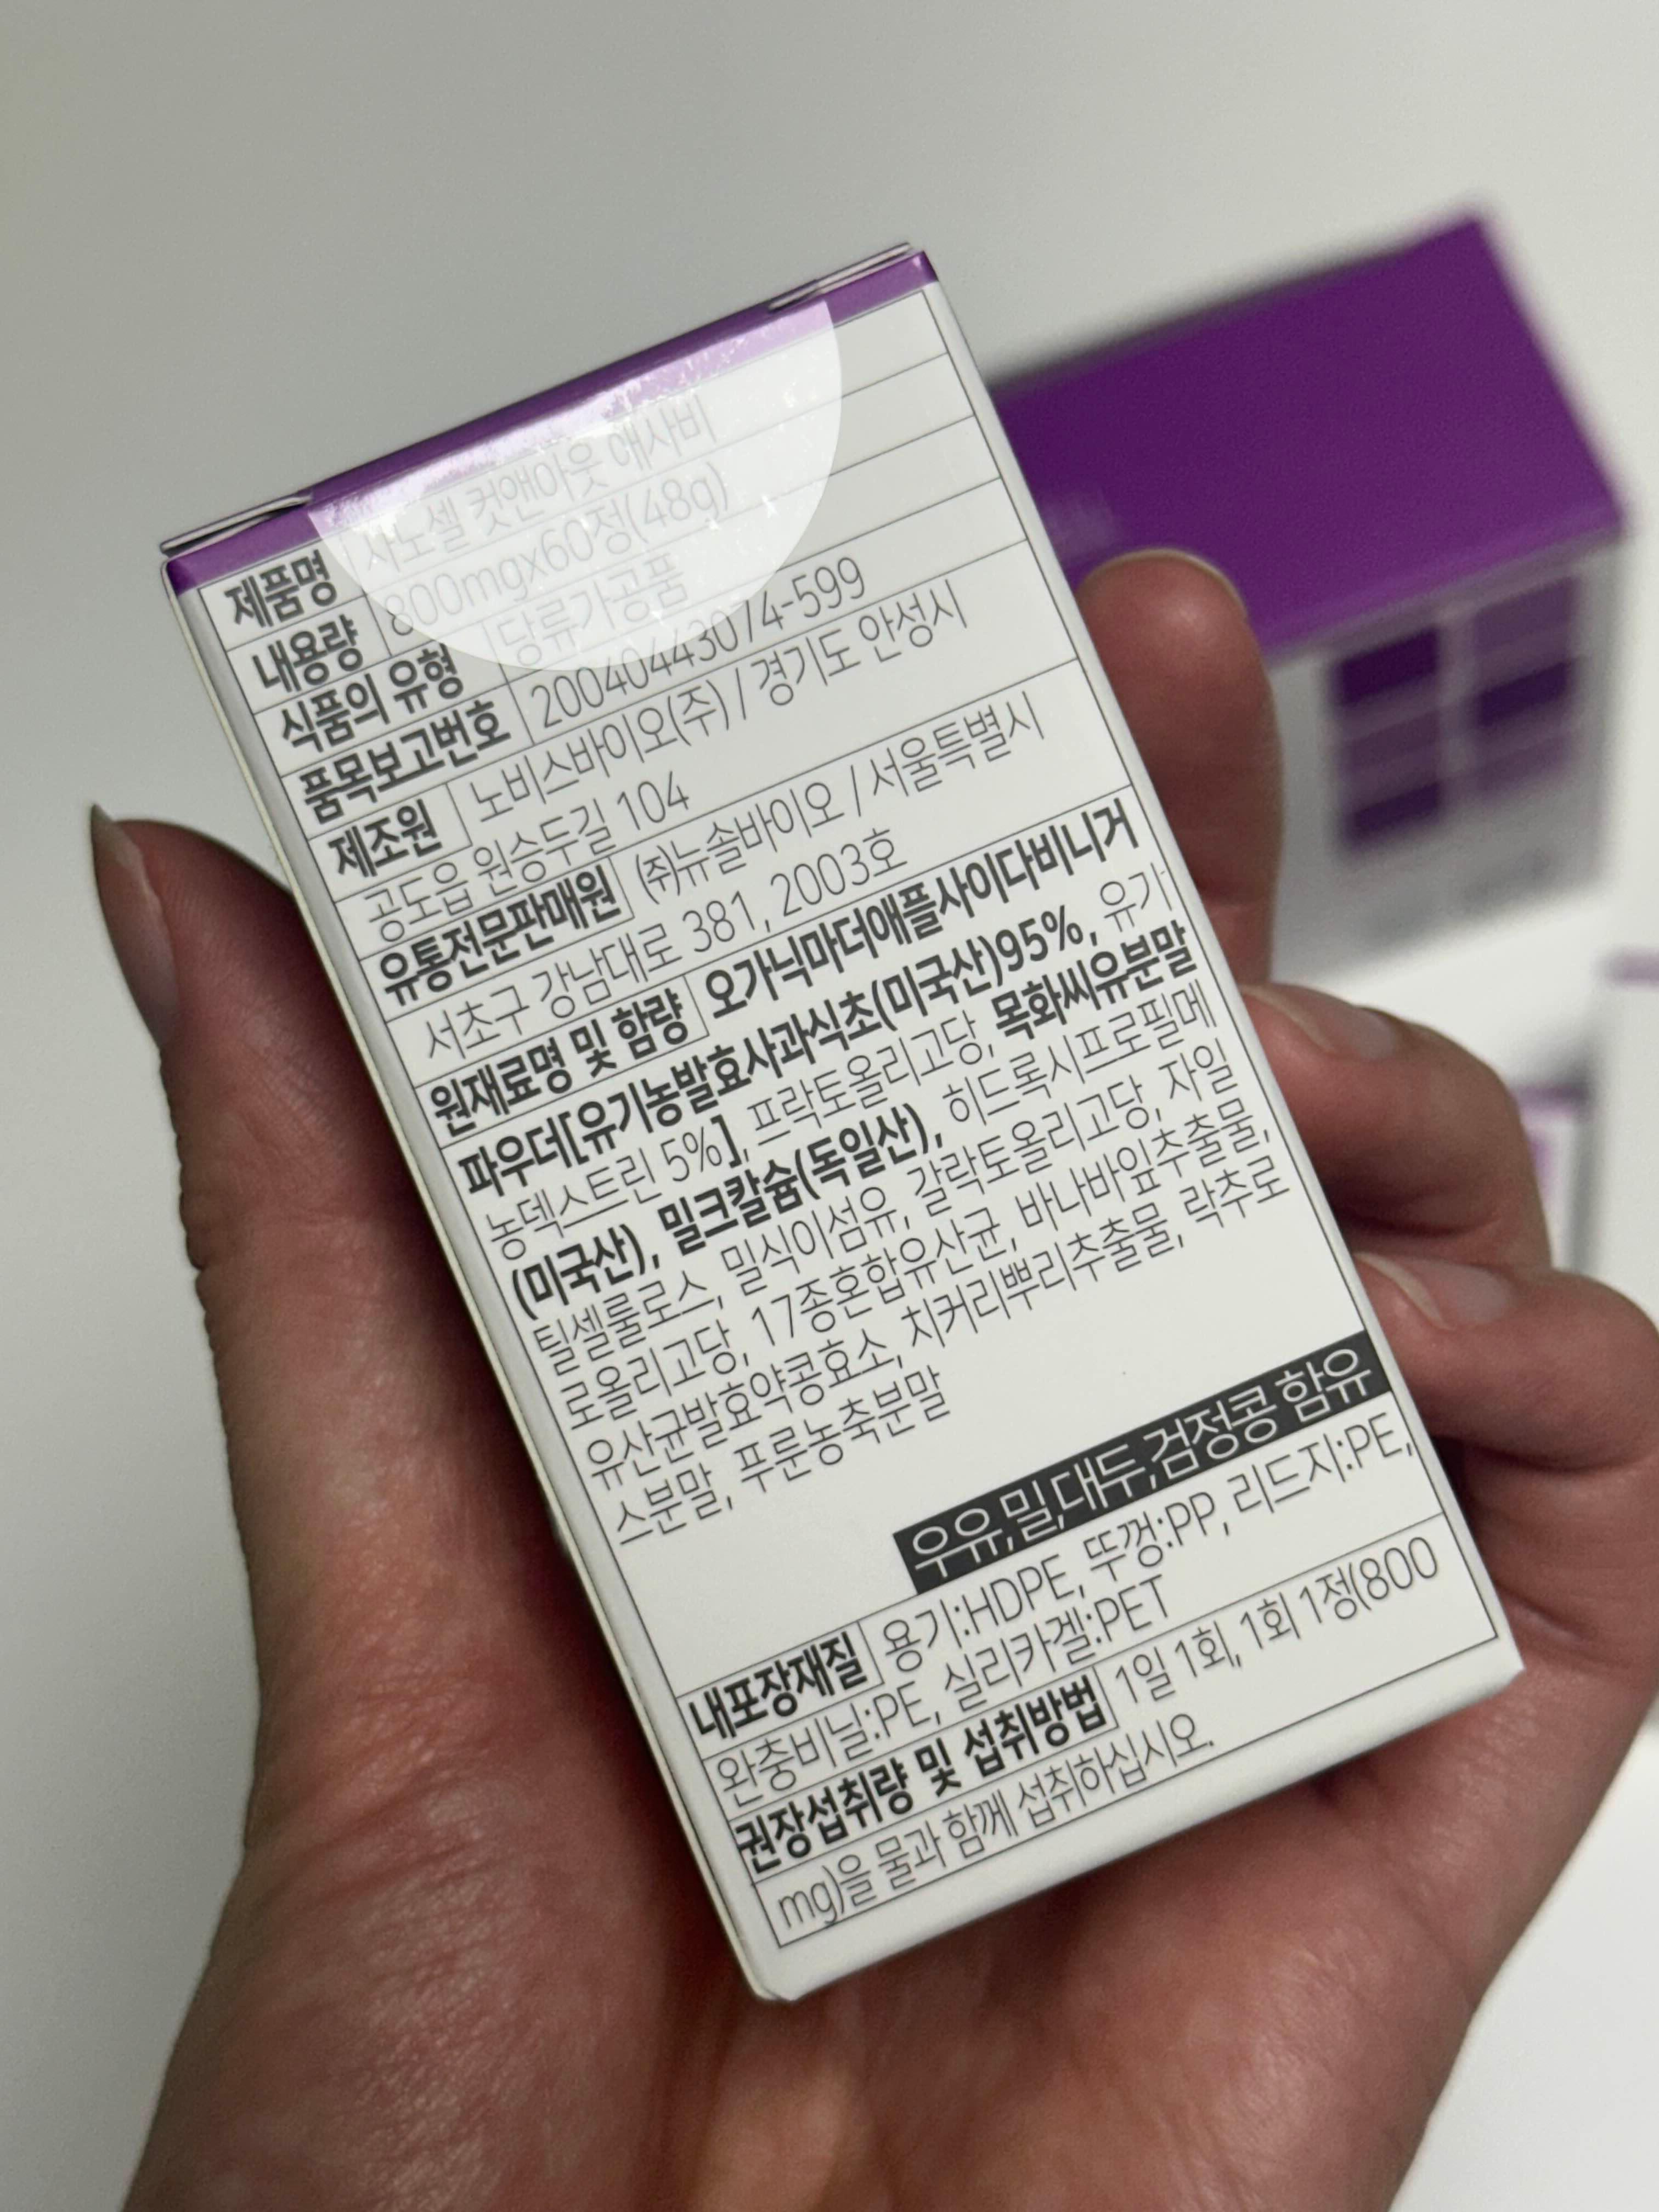 제품명 샤노셀 컷앤아웃 애사비
내용량 800mgx60정(48g)
식품의 유형 당류가공품
품목보고번호 20040443074-599
제조원 노비스바이오(주) / 경기도 안성시
공도읍 원승두길 104
유통전문판매원 (주)뉴솔바이오 / 서울특별시
서초구 강남대로 381, 2003호
원재료명 및 함량 오가닉마더애플사이다비니거
파우더[유기농발효사과식초(미국산)95%, 유기
농덱스트린 5%], 프락토올리고당, 목화씨유분말
(미국산), 밀크칼슘(독일산), 히드록시프로필메
틸셀룰로스, 밀식이섬유, 갈락토올리고당, 자일
로올리고당, 17종혼합유산균, 바나바잎추출물,
유산균발효약콩효소, 치커리뿌리추출물, 락추로
스분말, 푸룬농축분말
우유,밀,대두,검정콩 함유
내포장재질 용기:HDPE, 뚜껑:PP, 리드지:PE,
완충비닐:PE, 실리카겔:PET
권장섭취량 및 섭취방법 1일 1회, 1회 1정(800
mg)을 물과 함께 섭취하십시오.